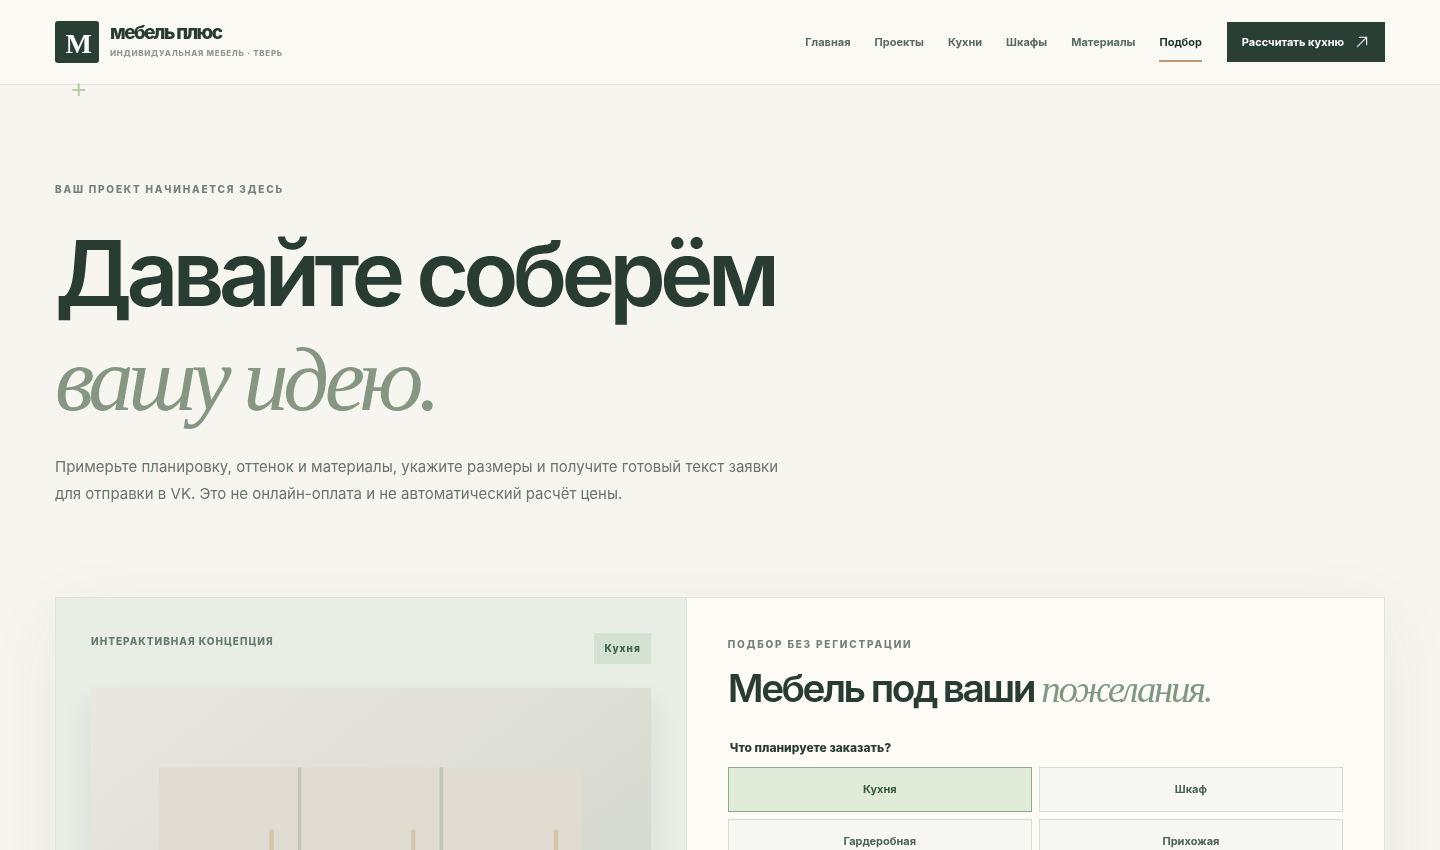 M
мебель плюс
ИНДИВИДУАЛЬНАЯ МЕБЕЛЬ · ТВЕРЬ
Главная
Проекты
Кухни
Шкафы
Материалы
Подбор
Рассчитать кухню
ВАШ ПРОЕКТ НАЧИНАЕТСЯ ЗДЕСЬ
Давайте соберём
вашу идею.
Примерьте планировку, оттенок и материалы, укажите размеры и получите готовый текст заявки
для отправки в VK. Это не онлайн-оплата и не автоматический расчёт цены.
ИНТЕРАКТИВНАЯ КОНЦЕПЦИЯ
Кухня
ПОДБОР БЕЗ РЕГИСТРАЦИИ
Мебель под ваши пожелания.
Что планируете заказать?
Кухня
Шкаф
Гардеробная
Прихожая